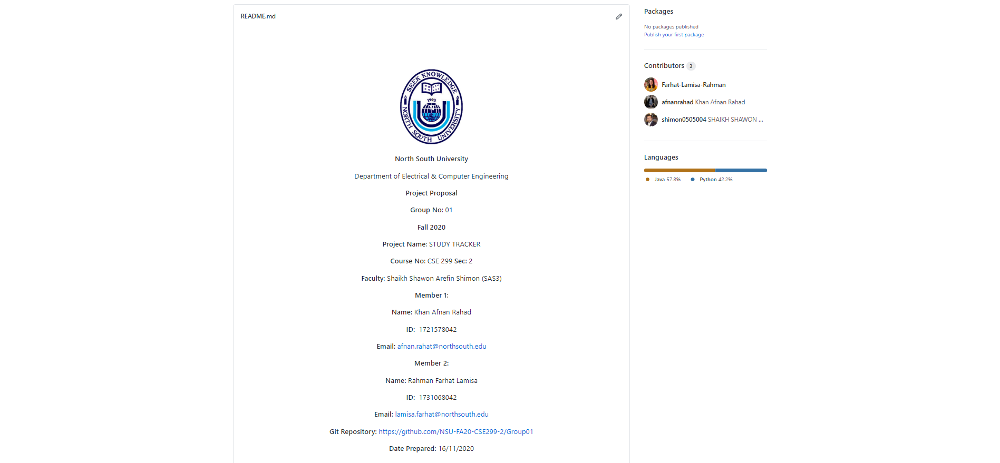 README.md
SEEK KNOWLEDGE
1992
NORTH SOUTH UNIVERSITY
North South University
Department of Electrical & Computer Engineering
Project Proposal
Group No: 01
Fall 2020
Project Name: STUDY TRACKER
Course No: CSE 299 Sec: 2
Faculty: Shaikh Shawon Arefin Shimon (SAS3)
Member 1:
Name: Khan Afnan Rahad
ID: 1721578042
Email: afnan.rahat@northsouth.edu
Member 2:
Name: Rahman Farhat Lamisa
ID: 1731068042
Email: lamisa.farhat@northsouth.edu
Git Repository: https://github.com/NSU-FA20-CSE299-2/Group01
Date Prepared: 16/11/2020
Packages
No packages published
Publish your first package
Contributors 3
Farhat-Lamisa-Rahman
afnanrahad Khan Afnan Rahad
shimon0505004 SHAIKH SHAWON ...
Languages
Java 57.8% Python 42.2%